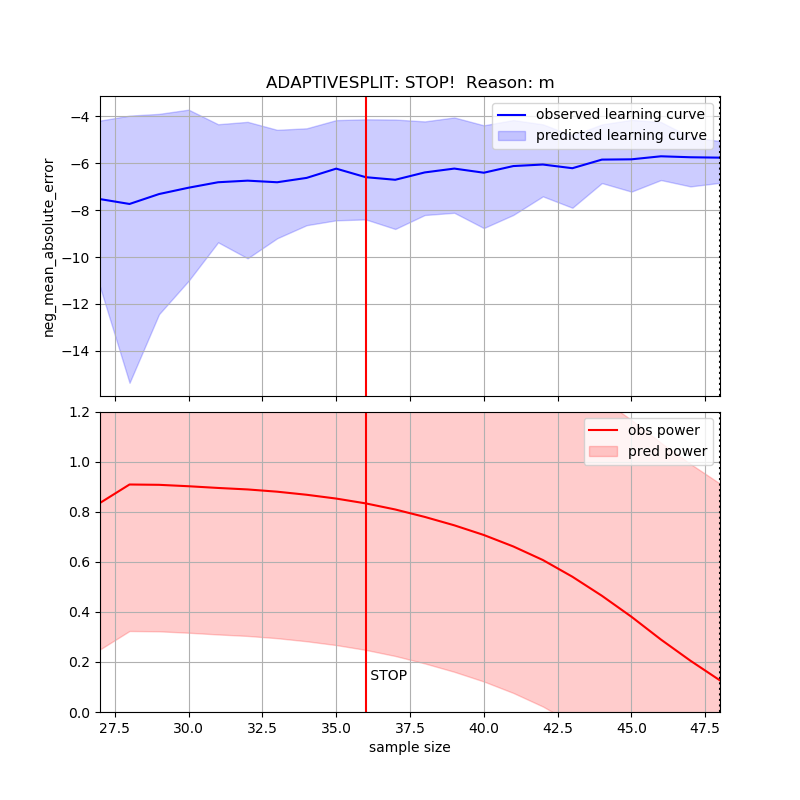 ADAPTIVESPLIT: STOP!  Reason: m
observed learning curve
predicted learning curve
neg_mean_absolute_error
−4
−6
−8
−10
−12
−14
obs power
pred power
1.2
1.0
0.8
0.6
0.4
0.2
0.0
STOP
27.5 30.0 32.5 35.0 37.5 40.0 42.5 45.0 47.5
sample size